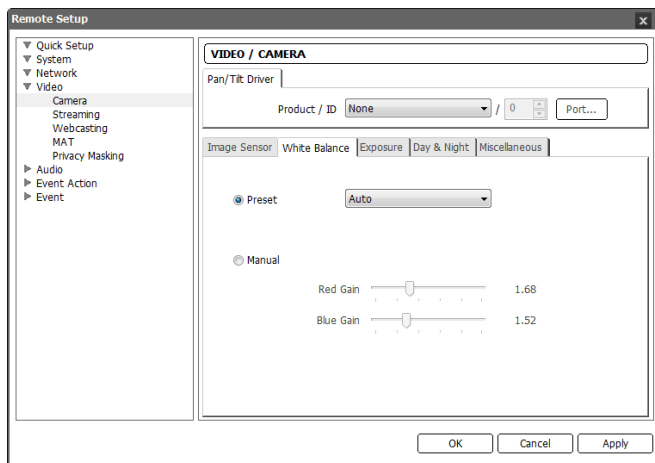 Remote Setup
x
Quick Setup
System
Network
Video
Camera
Streaming
Webcasting
MAT
Privacy Masking
Audio
Event Action
Event
VIDEO / CAMERA
Pan/Tilt Driver
Product / ID None / 0 Port...
Image Sensor White Balance Exposure Day & Night Miscellaneous
Preset Auto
Manual
Red Gain 1.68
Blue Gain 1.52
OK Cancel Apply